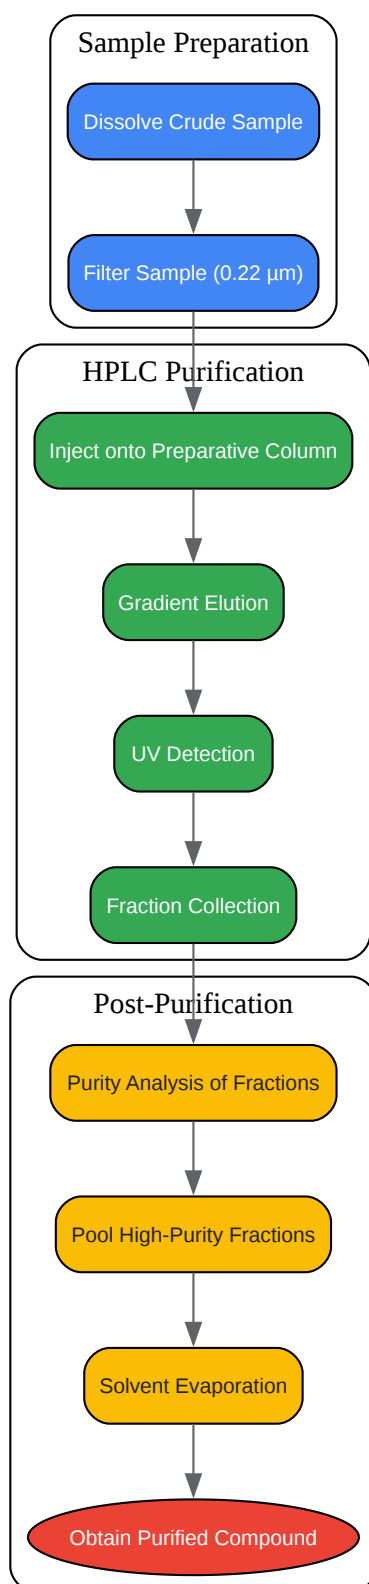 Sample Preparation
Dissolve Crude Sample
Filter Sample (0.22 µm)
HPLC Purification
Inject onto Preparative Column
Gradient Elution
UV Detection
Fraction Collection
Post-Purification
Purity Analysis of Fractions
Pool High-Purity Fractions
Solvent Evaporation
Obtain Purified Compound